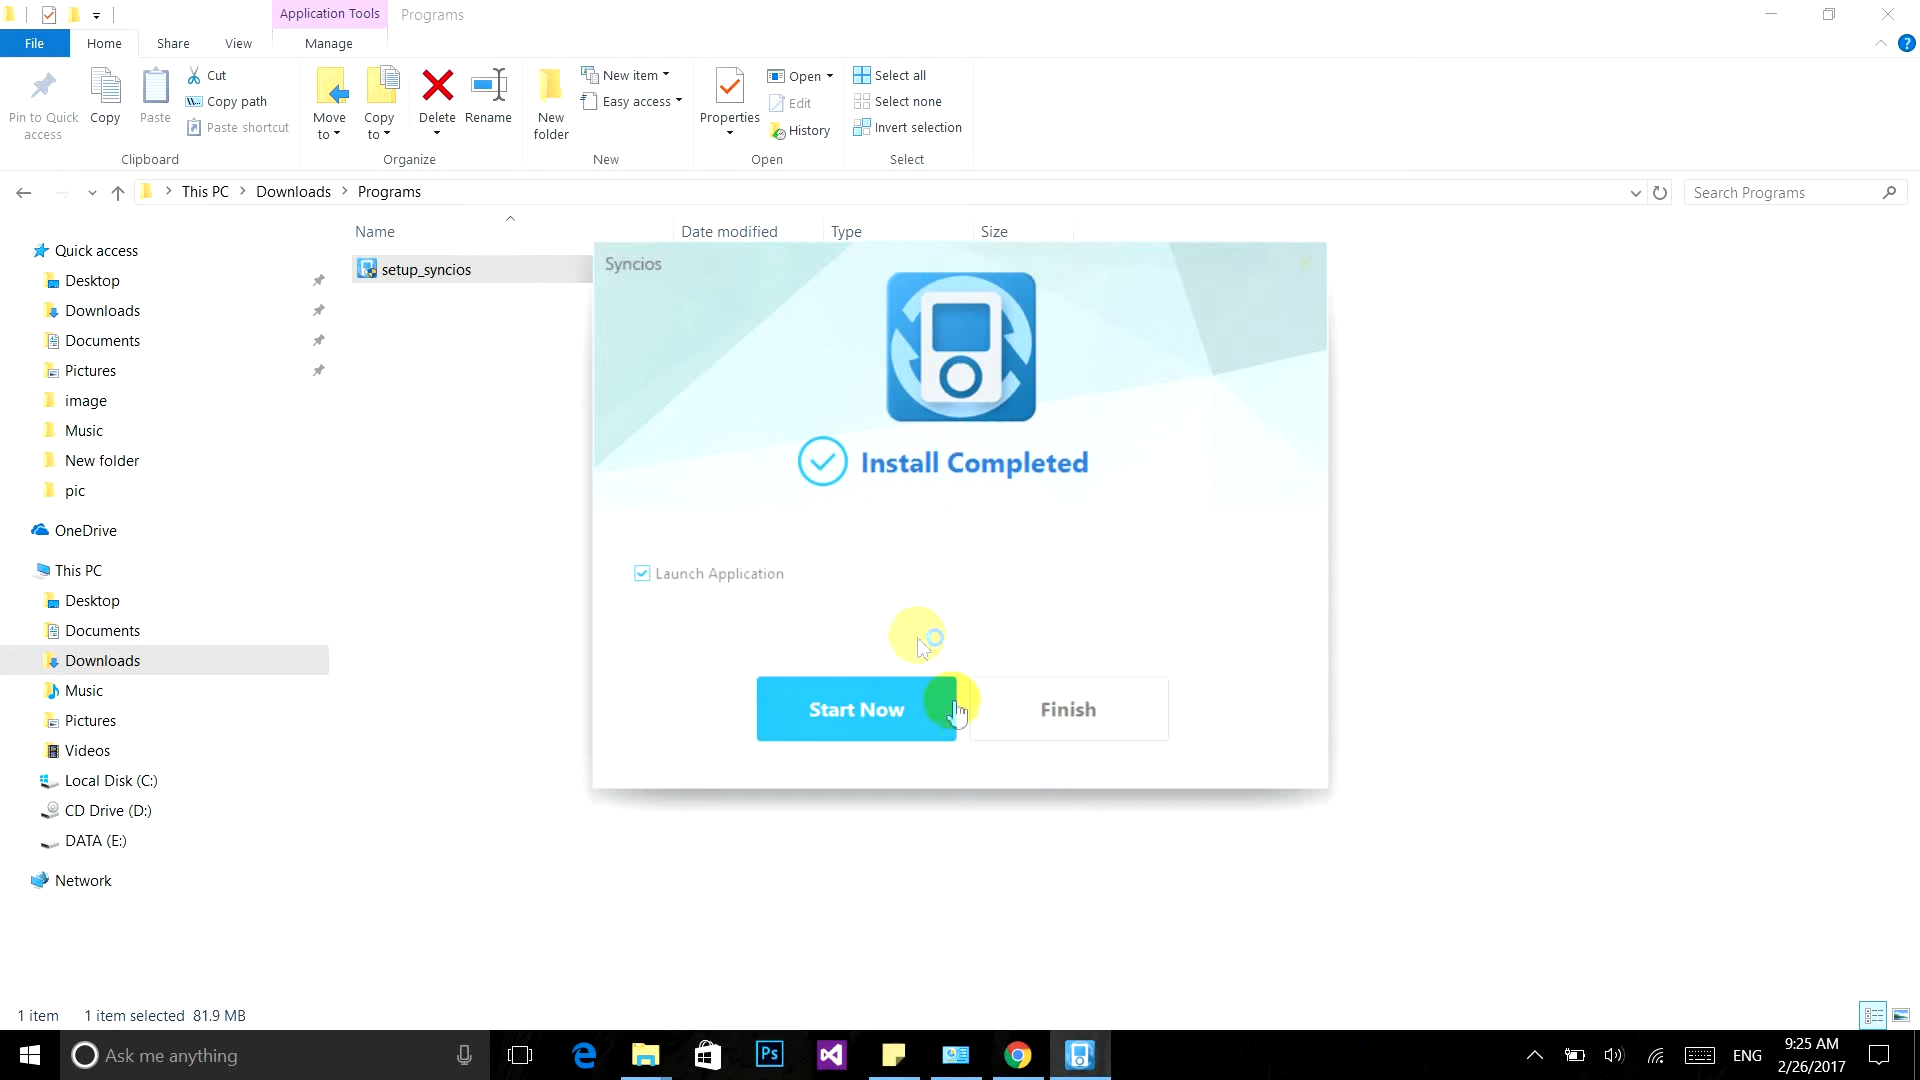 Application Tools
Programs
File
Home
Share
View
Manage
Pin to Quick
access
Copy
Paste
Cut
Copy path
Paste shortcut
Move
to
Copy
to
Delete
Rename
New
folder
New item
Easy access
Properties
Open
Edit
History
Select all
Select none
Invert selection
Clipboard
Organize
New
Open
Select
This PC
Downloads
Programs
Search Programs
Name
Date modified
Type
Size
Quick access
Desktop
Downloads
Documents
Pictures
image
Music
New folder
pic
OneDrive
This PC
Desktop
Documents
Downloads
Music
Pictures
Videos
Local Disk (C:)
CD Drive (D:)
DATA (E:)
Network
setup_syncios
Syncios
Install Completed
Launch Application
Start Now
Finish
1 item
1 item selected 81.9 MB
Ask me anything
Ps
ENG
9:25 AM
2/26/2017